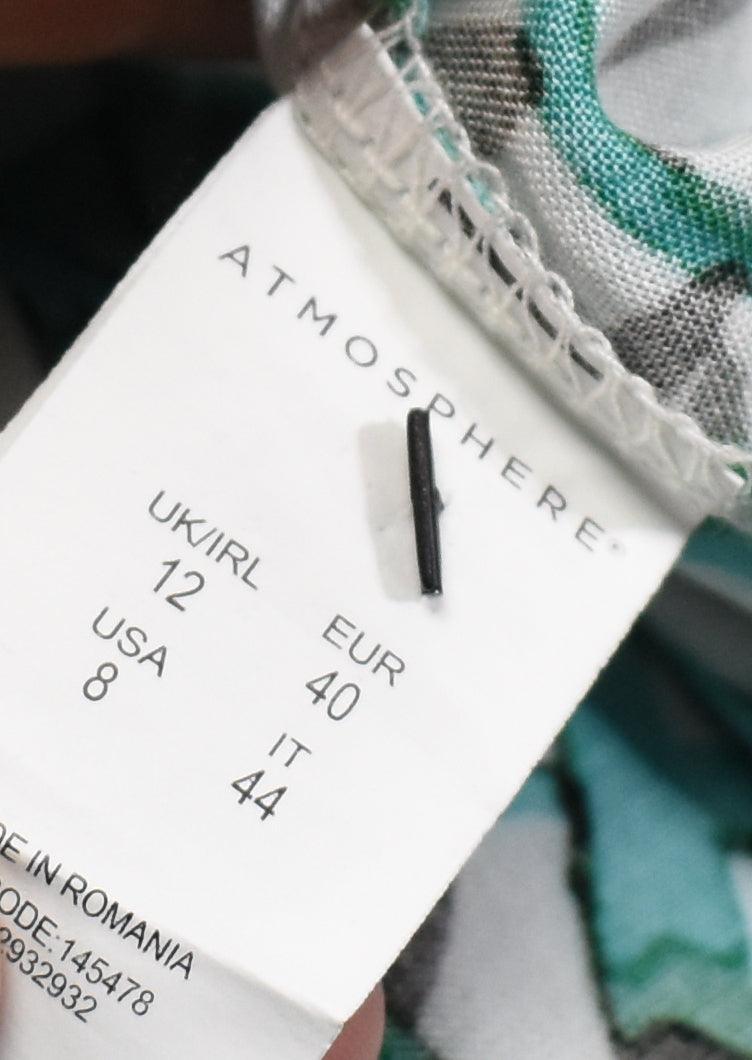 ATMOSPHERE®
UK/IRL EUR
12 40
USA IT
8 44
DE IN ROMANIA
ODE:145478
2932932